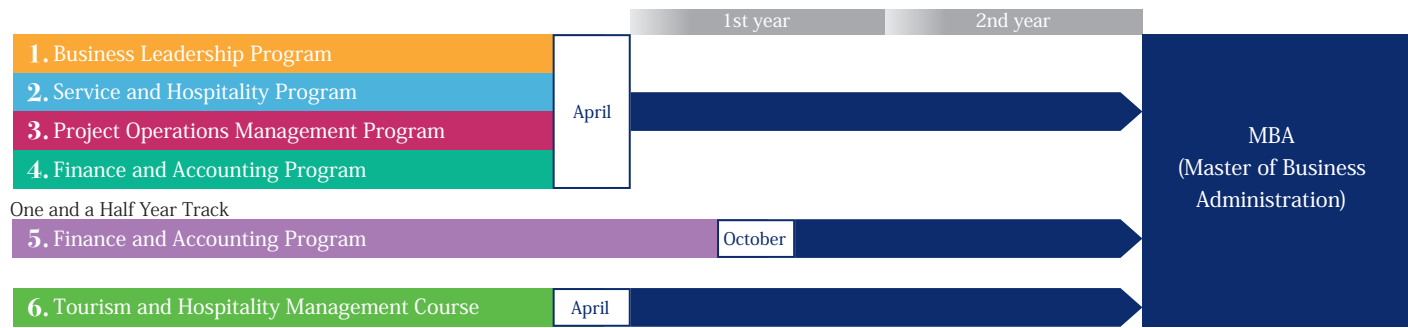 1st year
2nd year
1. Business Leadership Program
2. Service and Hospitality Program
3. Project Operations Management Program
4. Finance and Accounting Program
April
One and a Half Year Track
5. Finance and Accounting Program
October
6. Tourism and Hospitality Management Course
April
MBA
(Master of Business
Administration)